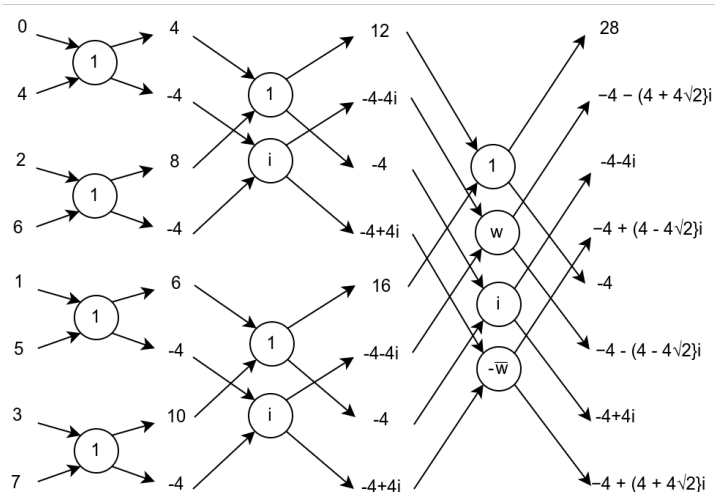 0 4 12 28
1
4 -4 1 -4-4i −4 − (4 + 4√2}i
2 8 i -4 1 -4-4i
1
6 -4 -4+4i w −4 + (4 - 4√2}i
1 6 16 i -4
1
5 -4 1 -4-4i -w̅ −4 - (4 - 4√2}i
3 10 i -4 -4+4i
1
7 -4 -4+4i −4 + (4 + 4√2}i